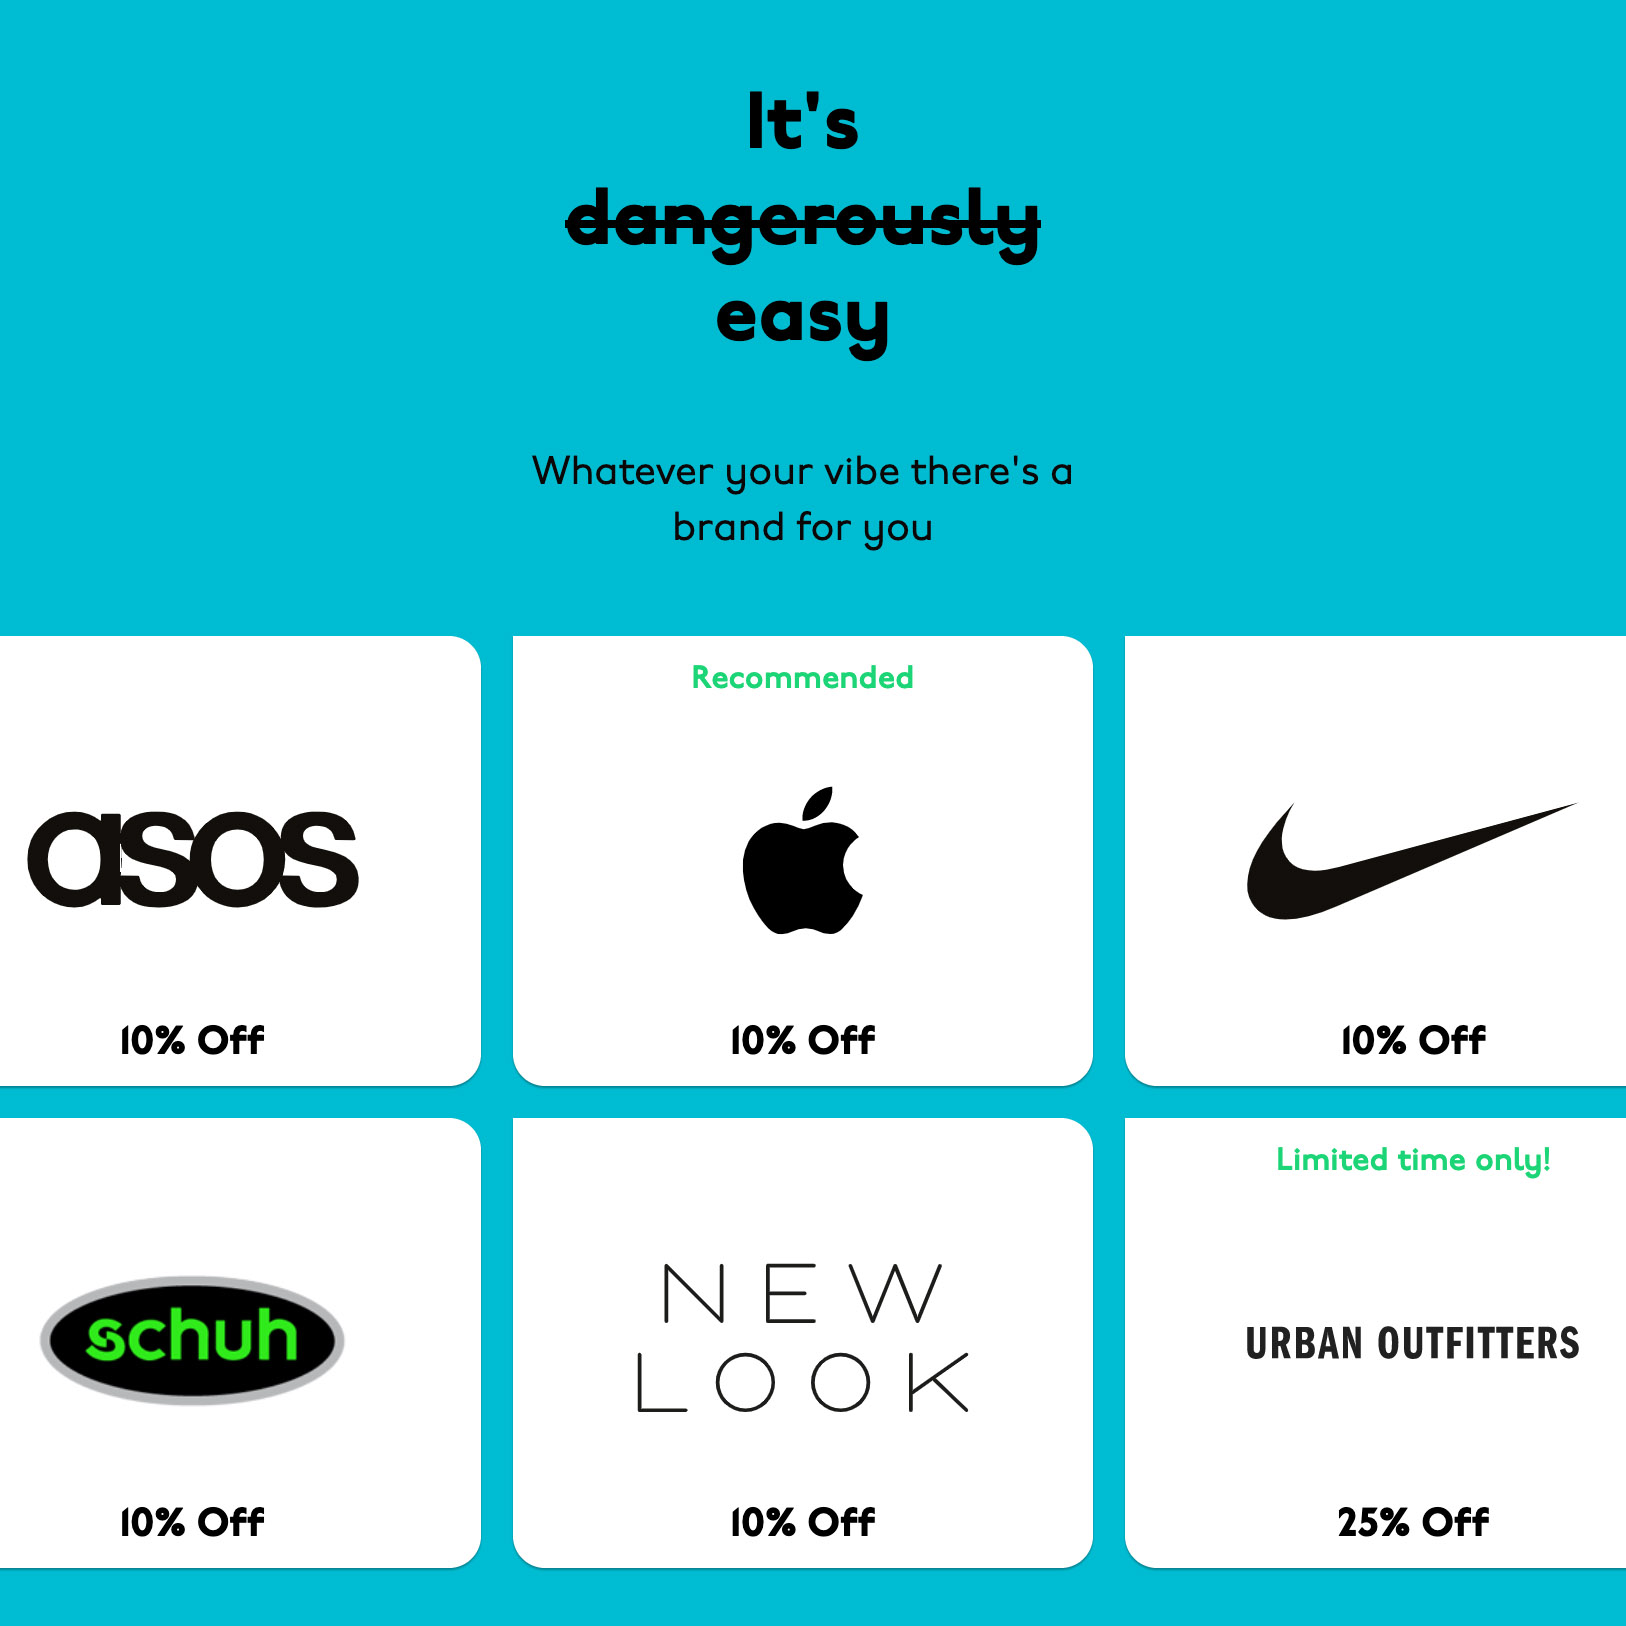 It's
dangerously
easy
Whatever your vibe there's a
brand for you
asos
10% Off
Recommended
10% Off
10% Off
schuh
10% Off
NEW
LOOK
10% Off
Limited time only!
URBAN OUTFITTERS
25% Off